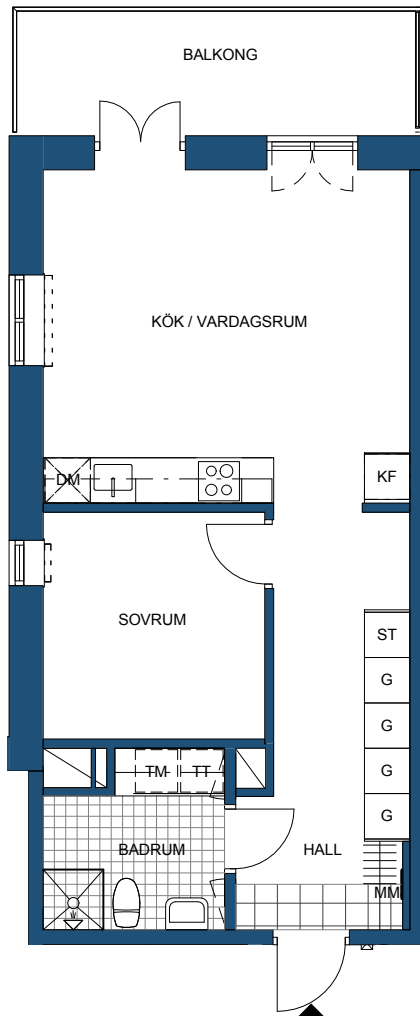 BALKONG
KÖK / VARDAGSRUM
DM
KF
SOVRUM
ST
G
G
G
G
TM TT
BADRUM
HALL
MM